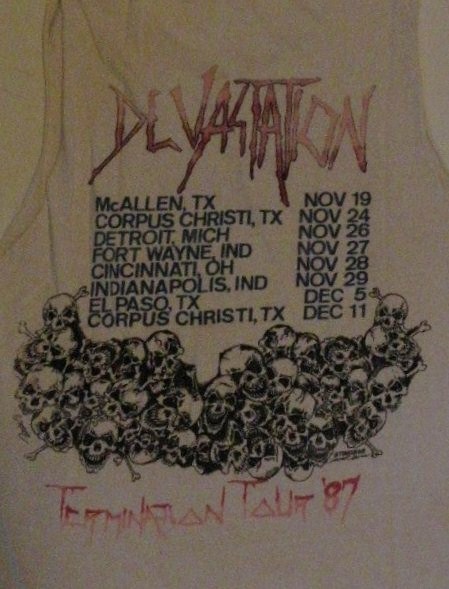 DEVASTATION
McALLEN, TX NOV 19
CORPUS CHRISTI, TX NOV 24
DETROIT, MICH NOV 26
FORT WAYNE, IND NOV 27
CINCINNATI, OH NOV 28
INDIANAPOLIS, IND NOV 29
EL PASO, TX DEC 5
CORPUS CHRISTI, TX DEC 11
TERMINATION TOUR '87